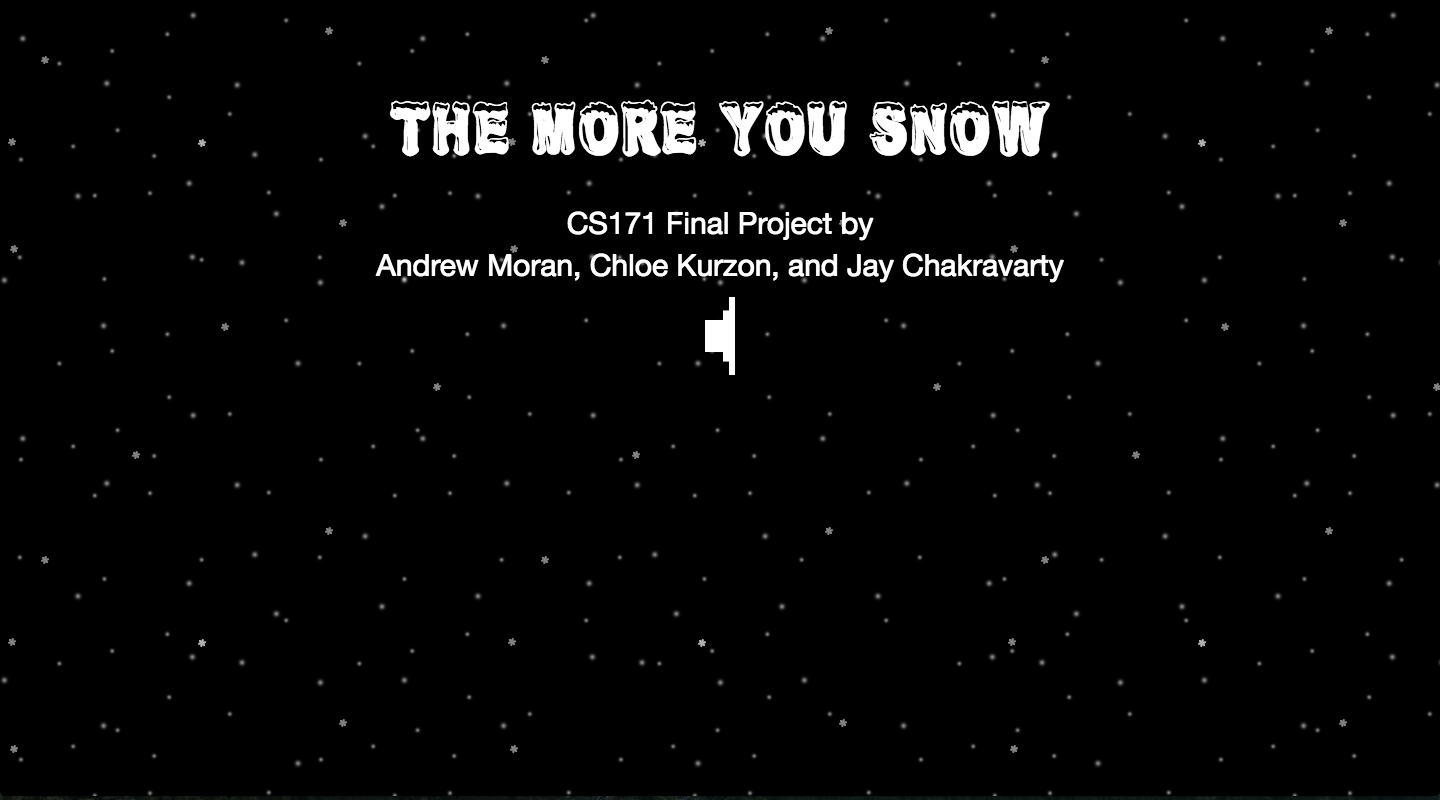 THE MORE YOU SNOW
CS171 Final Project by
Andrew Moran, Chloe Kurzon, and Jay Chakravarty